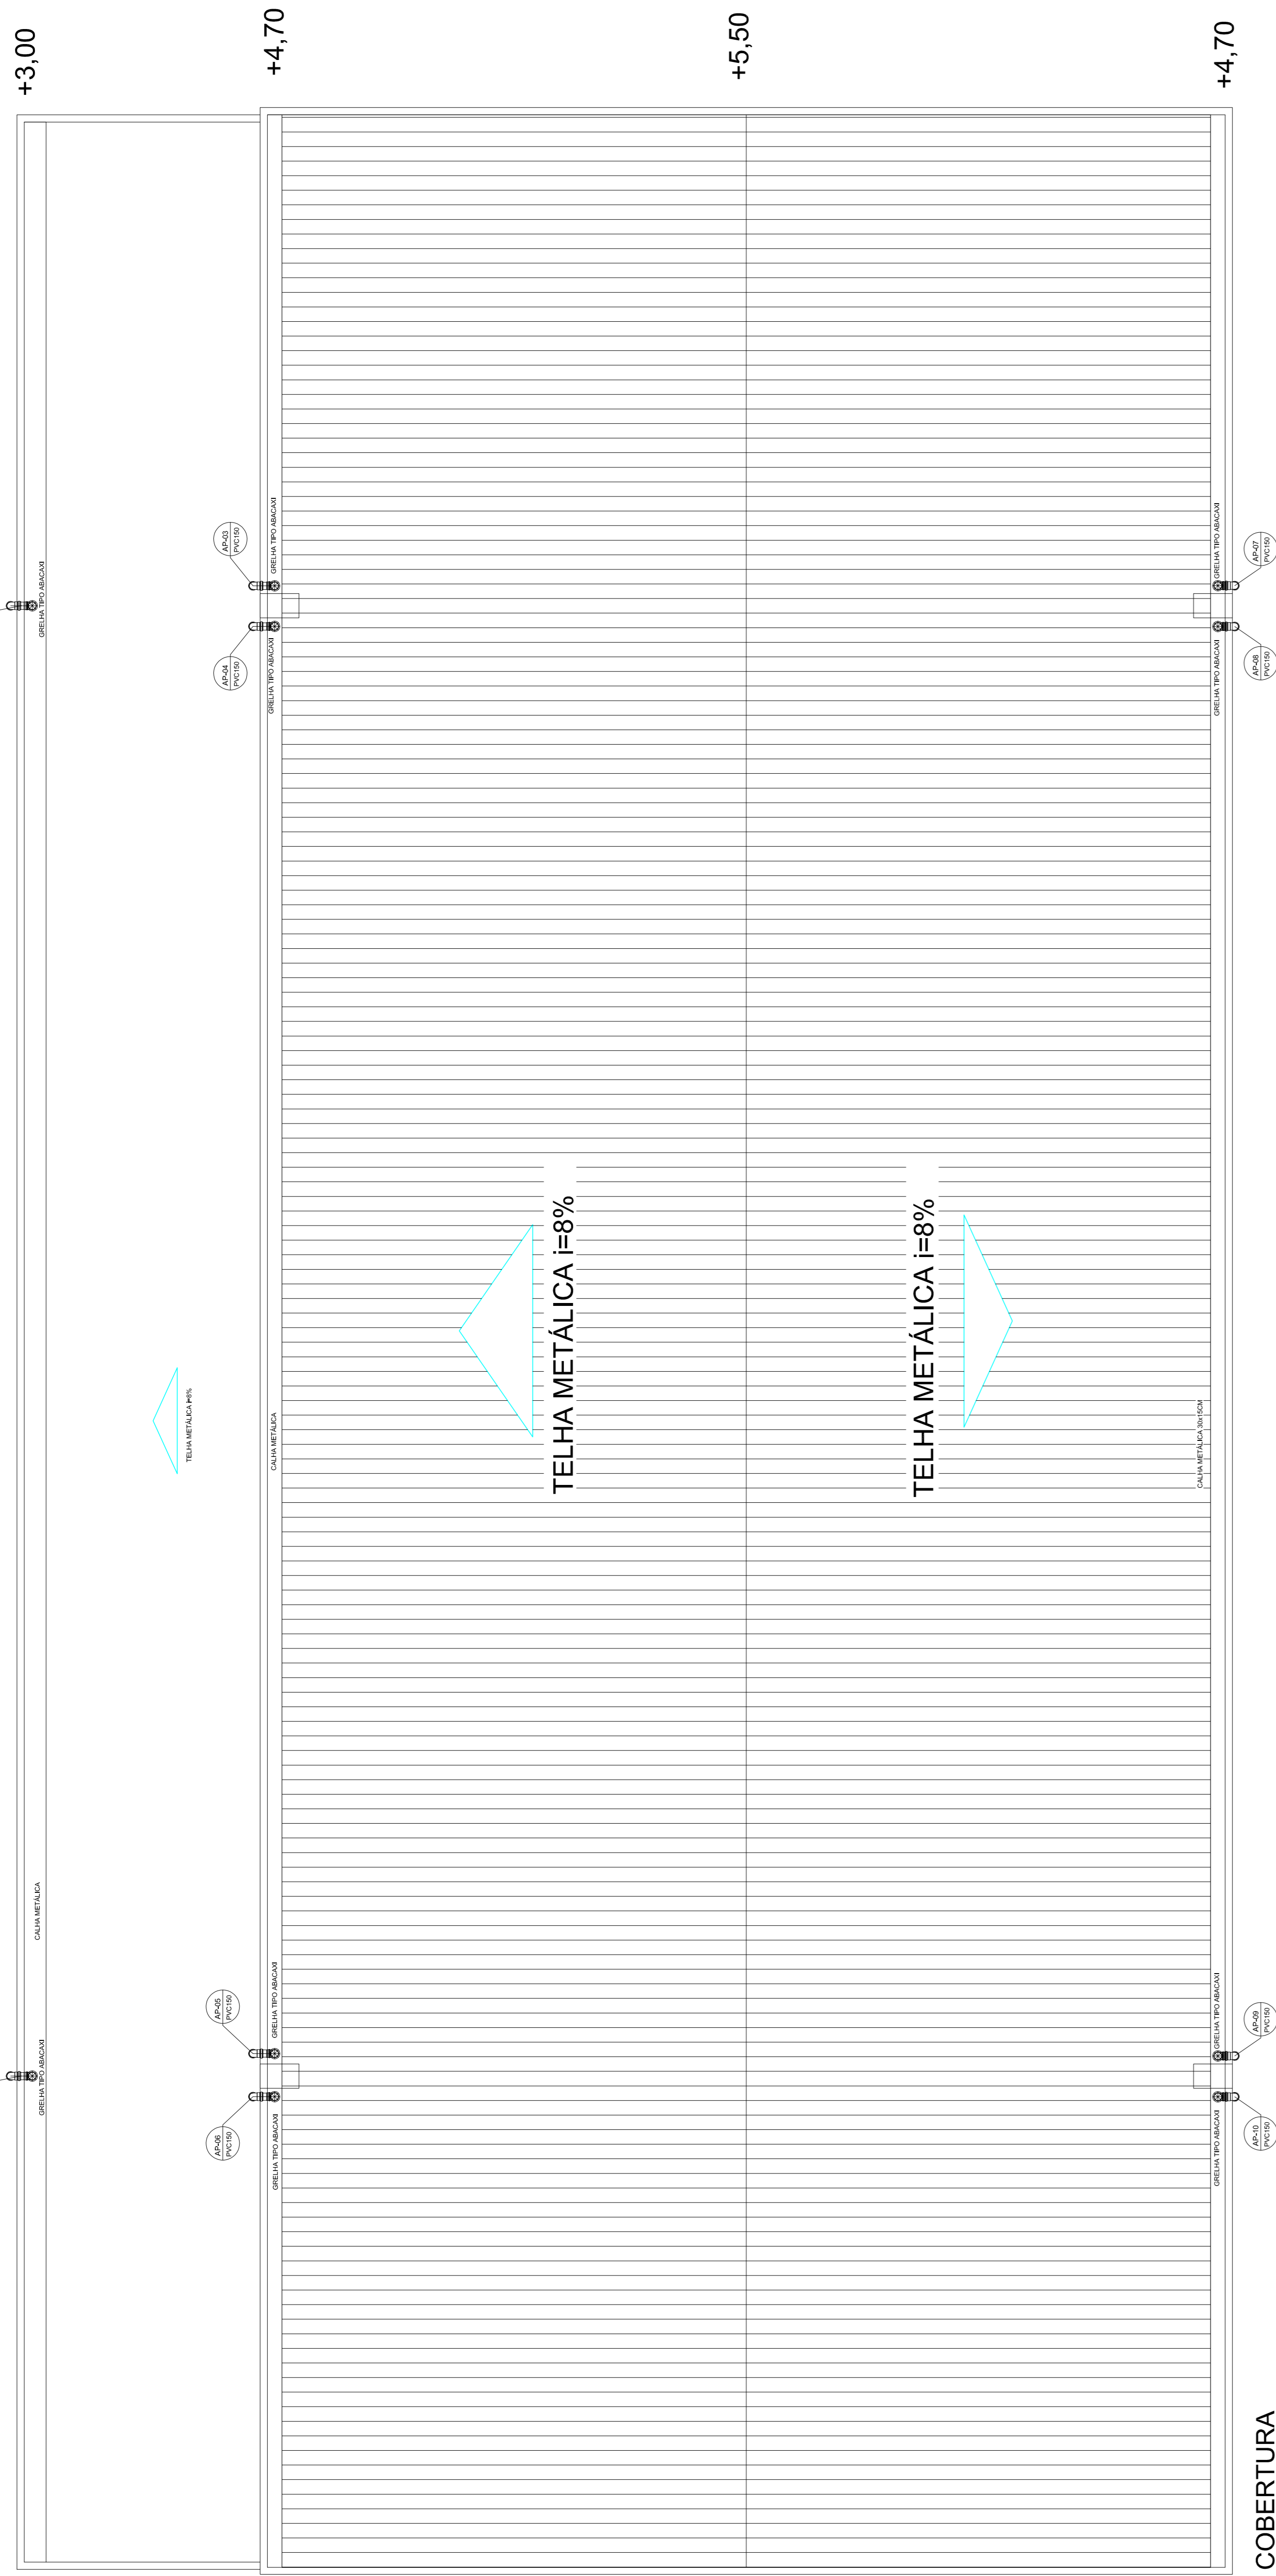 +3,00
+4,70
+5,50
+4,70
GRELHA TIPO ABACAXI
CALHA METÁLICA
GRELHA TIPO ABACAXI
TELHA METÁLICA i=8%
AP-03
PVC150
GRELHA TIPO ABACAXI
AP-04
PVC150
GRELHA TIPO ABACAXI
CALHA METÁLICA
AP-05
PVC150
GRELHA TIPO ABACAXI
AP-06
PVC150
GRELHA TIPO ABACAXI
TELHA METÁLICA i=8%
TELHA METÁLICA i=8%
GRELHA TIPO ABACAXI
AP-07
PVC150
GRELHA TIPO ABACAXI
AP-08
PVC150
CALHA METÁLICA 30x15CM
GRELHA TIPO ABACAXI
AP-09
PVC150
GRELHA TIPO ABACAXI
AP-10
PVC150
COBERTURA